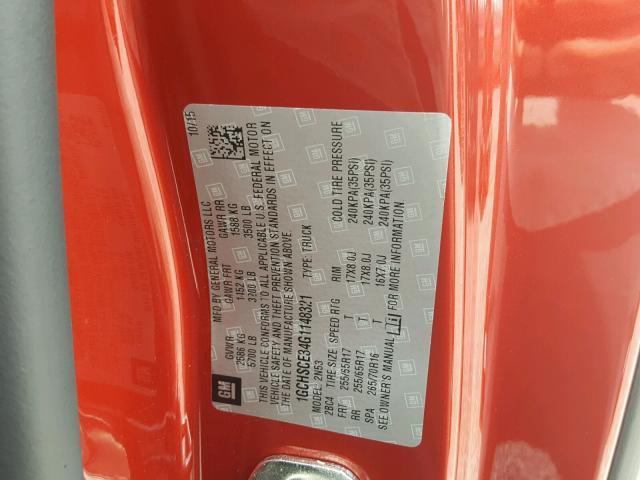 GM
MFD BY GENERAL MOTORS LLC
10/15
GVWR GAWR FRT GAWR RR
2586 KG 1452 KG 1588 KG
5700 LB 3200 LB 3500 LB
THIS VEHICLE CONFORMS TO ALL APPLICABLE U.S. FEDERAL MOTOR
VEHICLE SAFETY AND THEFT PREVENTION STANDARDS IN EFFECT ON
THE DATE OF MANUFACTURE SHOWN ABOVE.
1GCHSCE34G1148321 TYPE: TRUCK
MODEL: 2N53
2BC4 TIRE SIZE SPEED RTG RIM COLD TIRE PRESSURE
FRT 255/65R17 T 17X8.0J 240KPA(35PSI)
RR 255/65R17 T 17X8.0J 240KPA(35PSI)
SPA 265/70R16 T 16X7.0J 240KPA(35PSI)
SEE OWNER'S MANUAL FOR MORE INFORMATION.